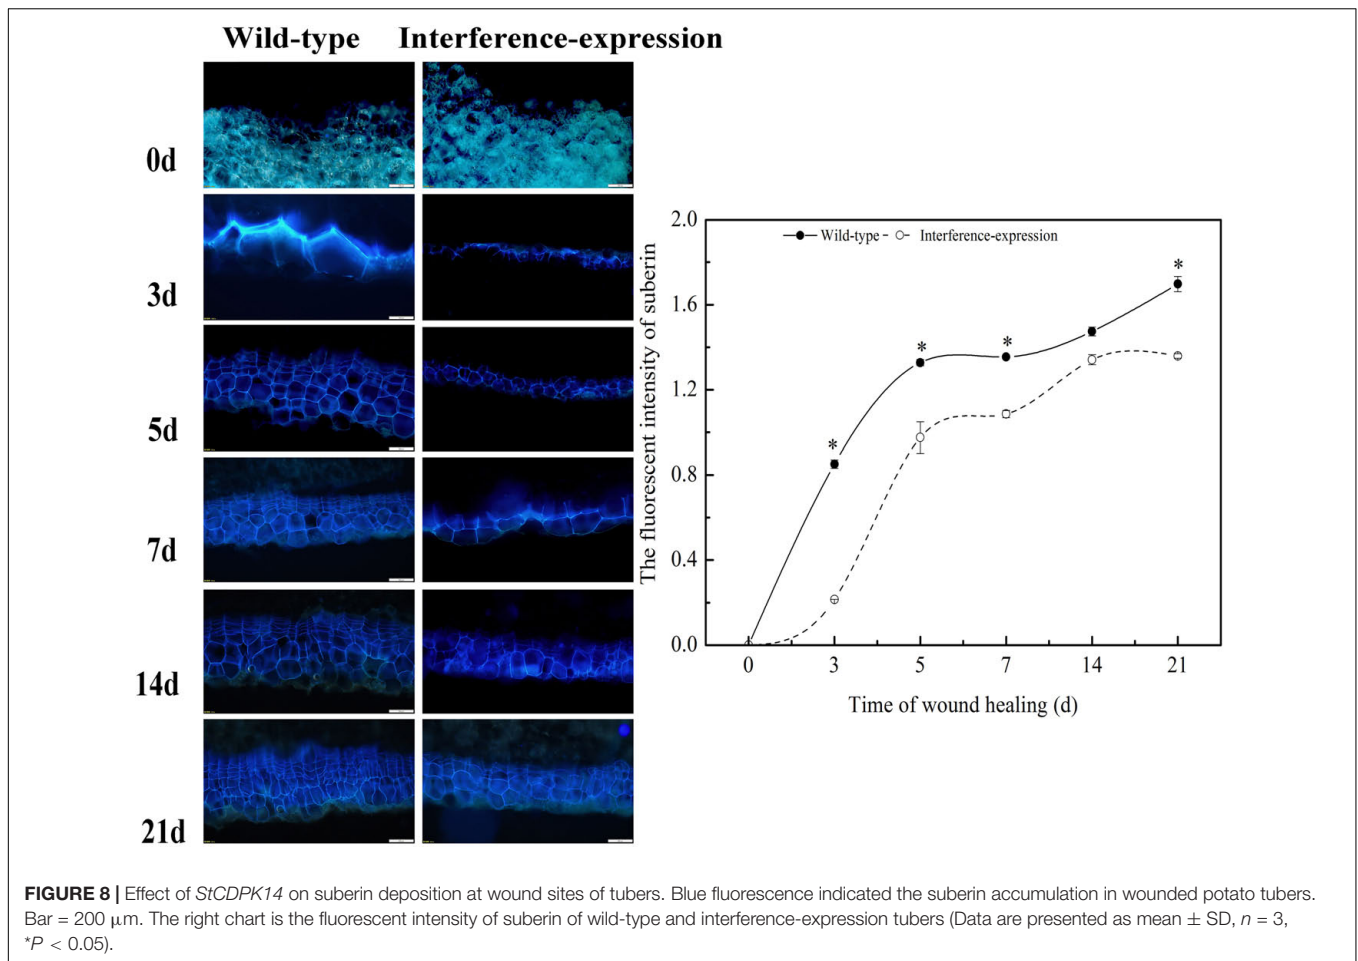 Wild-type Interference-expression
0d
3d
5d
7d
14d
21d
The fluorescent intensity of suberin
2.0
1.6
1.2
0.8
0.4
0.0
Wild-type Interference-expression
*
*
*
*
0 3 5 7 14 21
Time of wound healing (d)
FIGURE 8 | Effect of StCDPK14 on suberin deposition at wound sites of tubers. Blue fluorescence indicated the suberin accumulation in wounded potato tubers.
Bar = 200 μm. The right chart is the fluorescent intensity of suberin of wild-type and interference-expression tubers (Data are presented as mean ± SD, n = 3,
*P < 0.05).